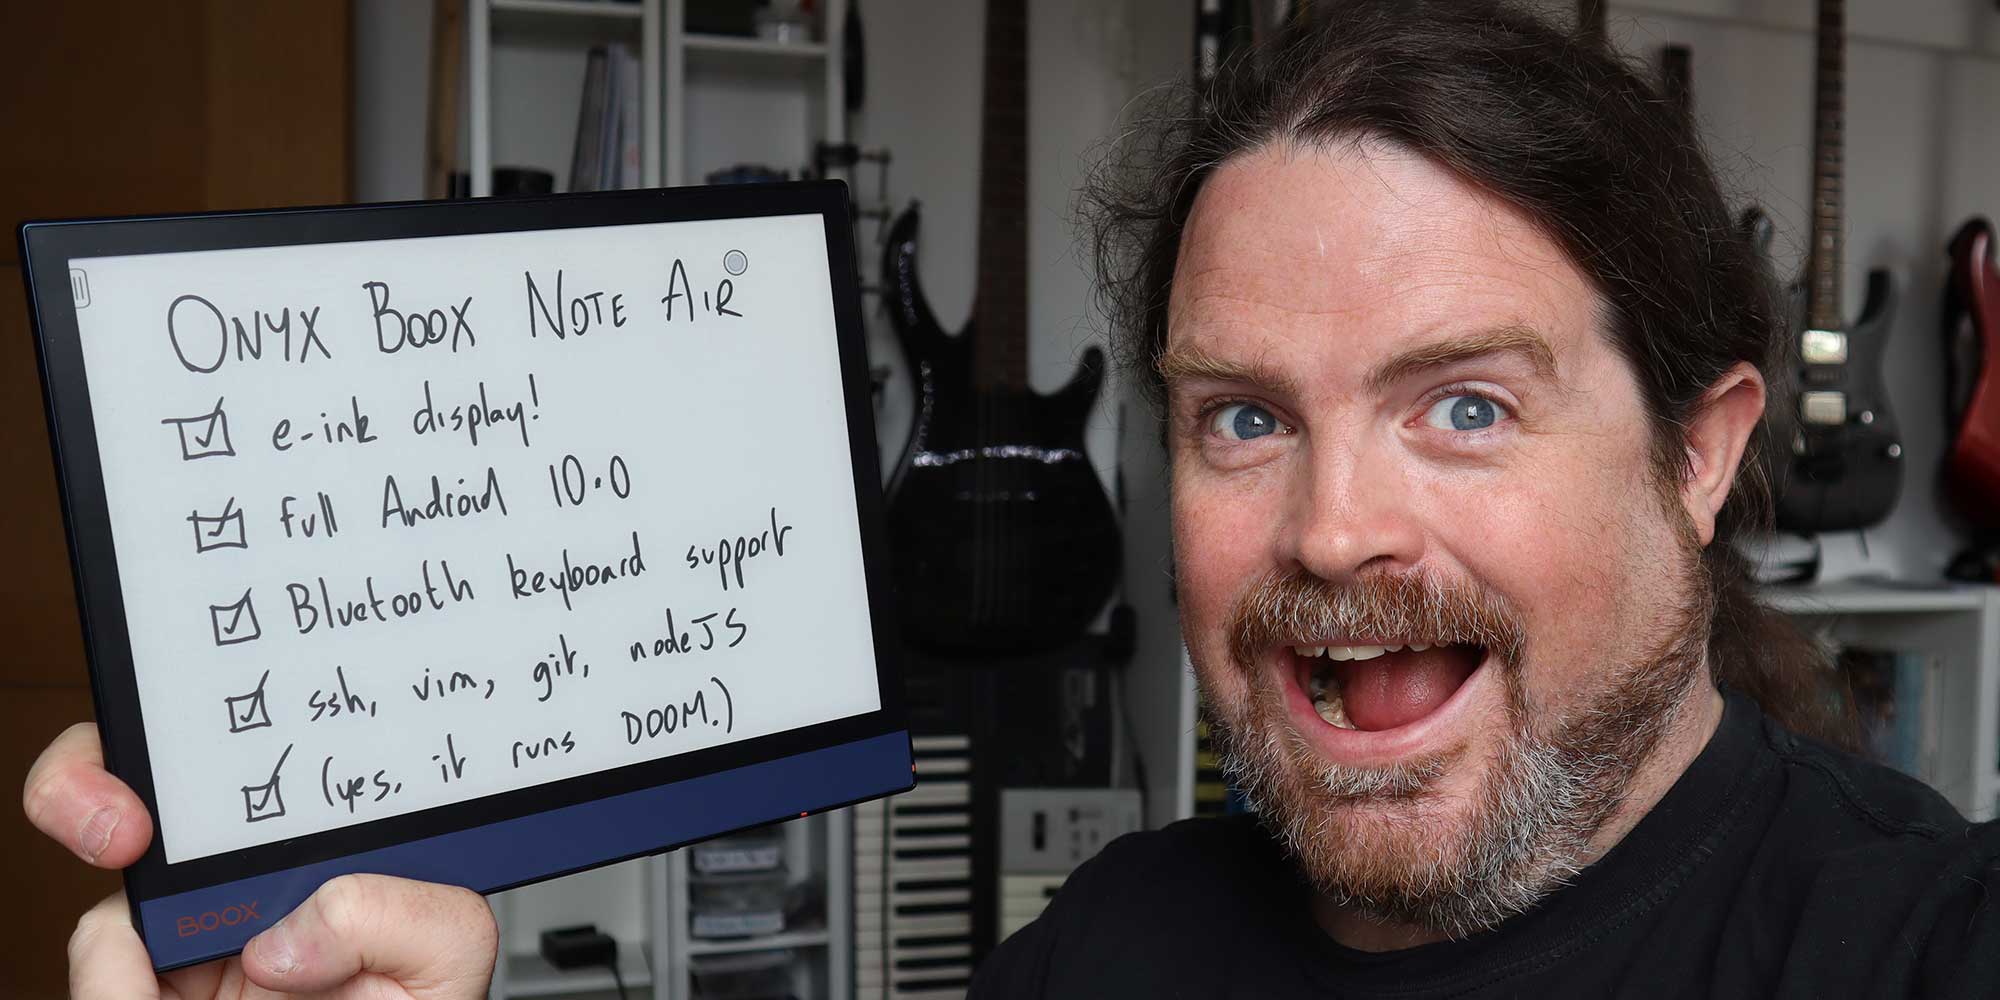 Onyx Boox Note Air
e-ink display!
full Android 10.0
Bluetooth keyboard support
ssh, vim, git, nodeJS
(yes, it runs DOOM.)
BOOX